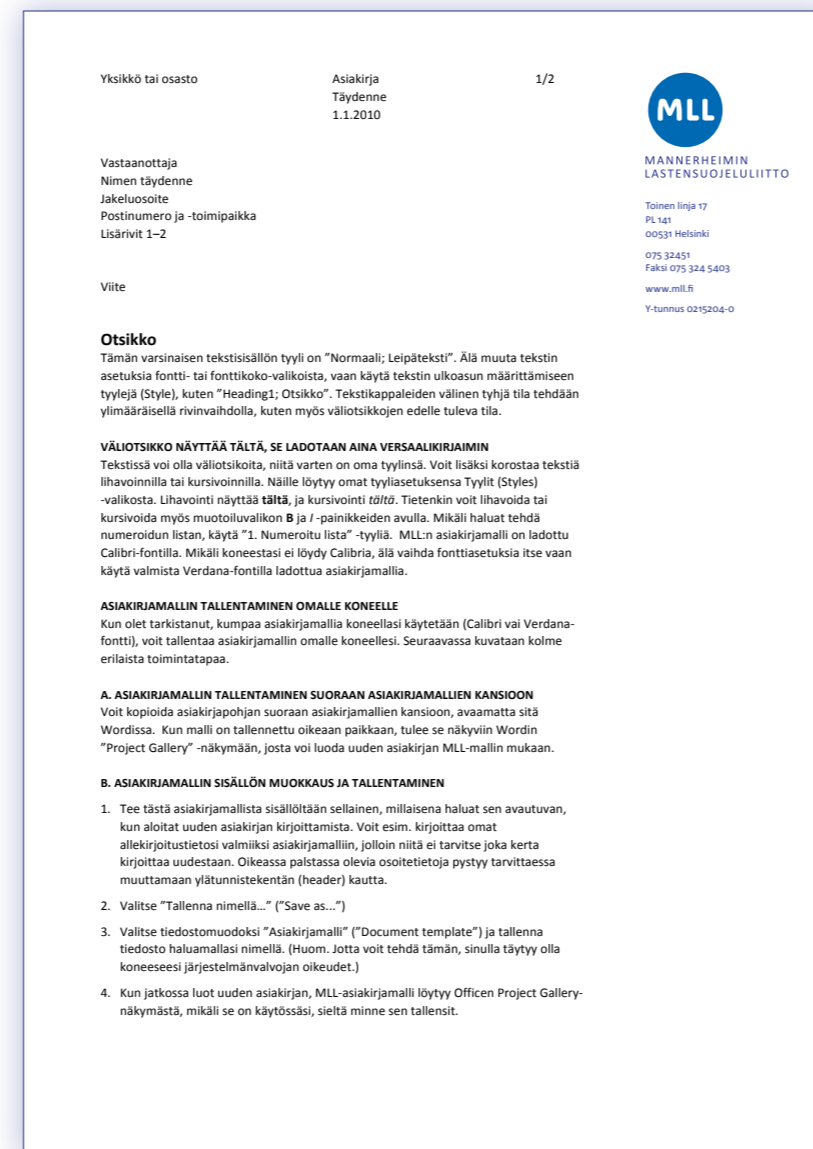 Yksikkö tai osasto
Asiakirja
1/2
Täydenne
1.1.2010
MLL
MANNERHEIMIN
LASTENSUOJELULIITTO
Toinen linja 17
PL 141
00531 Helsinki
075 32451
Faksi 075 324 5403
www.mll.fi
Y-tunnus 0215204-0
Vastaanottaja
Nimen täydenne
Jakeluosoite
Postinumero ja -toimipaikka
Lisärivit 1–2
Viite
Otsikko
Tämän varsinaisen tekstisisällön tyyli on ”Normaali; Leipäteksti”. Älä muuta tekstin
asetuksia fontti- tai fonttikoko-valikoista, vaan käytä tekstin ulkoasun määrittämiseen
tyylejä (Style), kuten ”Heading1; Otsikko”. Tekstikappaleiden välinen tyhjä tila tehdään
ylimääräisellä rivinvaihdolla, kuten myös väliotsikkojen edelle tuleva tila.
VÄLIOTSIKKO NÄYTTÄÄ TÄLTÄ, SE LADOTAAN AINA VERSAALIKIRJAIMIN
Tekstissä voi olla väliotsikoita, niitä varten on oma tyylinsä. Voit lisäksi korostaa tekstiä
lihavoinnilla tai kursivoinnilla. Näille löytyy omat tyyliasetuksensa Tyylit (Styles)
-valikosta. Lihavointi näyttää tältä, ja kursivointi tältä. Tietenkin voit lihavoida tai
kursivoida myös muotoiluvalikon B ja I -painikkeiden avulla. Mikäli haluat tehdä
numeroidun listan, käytä ”1. Numeroitu lista” -tyyliä. MLL:n asiakirjamalli on ladottu
Calibri-fontilla. Mikäli koneestasi ei löydy Calibria, älä vaihda fonttiasetuksia itse vaan
käytä valmista Verdana-fontilla ladottua asiakirjamallia.
ASIAKIRJAMALLIN TALLENTAMINEN OMALLE KONEELLE
Kun olet tarkistanut, kumpaa asiakirjamallia koneellasi käytetään (Calibri vai Verdana-
fontti), voit tallentaa asiakirjamallin omalle koneellesi. Seuraavassa kuvataan kolme
erilaista toimintatapaa.
A. ASIAKIRJAMALLIN TALLENTAMINEN SUORAAN ASIAKIRJAMALLIEN KANSIOON
Voit kopioida asiakirjapohjan suoraan asiakirjamallien kansioon, avaamatta sitä
Wordissa. Kun malli on tallennettu oikeaan paikkaan, tulee se näkyviin Wordin
”Project Gallery” -näkymään, josta voi luoda uuden asiakirjan MLL-mallin mukaan.
B. ASIAKIRJAMALLIN SISÄLLÖN MUOKKAUS JA TALLENTAMINEN
1. Tee tästä asiakirjamallista sisällöltään sellainen, millaisena haluat sen avautuvan,
kun aloitat uuden asiakirjan kirjoittamista. Voit esim. kirjoittaa omat
allekirjoitustietosi valmiiksi asiakirjamalliin, jolloin niitä ei tarvitse joka kerta
kirjoittaa uudestaan. Oikeassa palstassa olevia osoitetietoja pystyy tarvittaessa
muuttamaan ylätunnistekentän (header) kautta.
2. Valitse ”Tallenna nimellä…” (”Save as...”)
3. Valitse tiedostomuodoksi ”Asiakirjamalli” (”Document template”) ja tallenna
tiedosto haluamallasi nimellä. (Huom. Jotta voit tehdä tämän, sinulla täytyy olla
koneeseesi järjestelmänvalvojan oikeudet.)
4. Kun jatkossa luot uuden asiakirjan, MLL-asiakirjamalli löytyy Officen Project Gallery-
näkymästä, mikäli se on käytössäsi, sieltä minne sen tallensit.